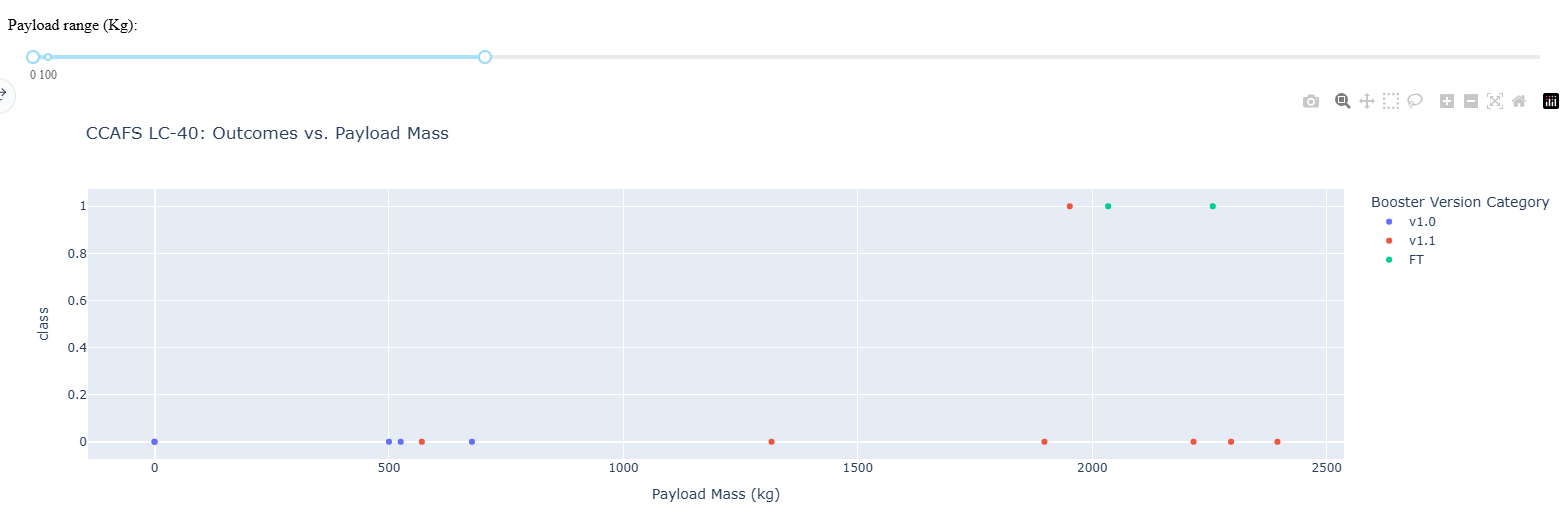 Payload range (Kg):
0 100
CCAFS LC-40: Outcomes vs. Payload Mass
Booster Version Category
v1.0
v1.1
FT
1
0.8
0.6
0.4
0.2
0
class
0 500 1000 1500 2000 2500
Payload Mass (kg)